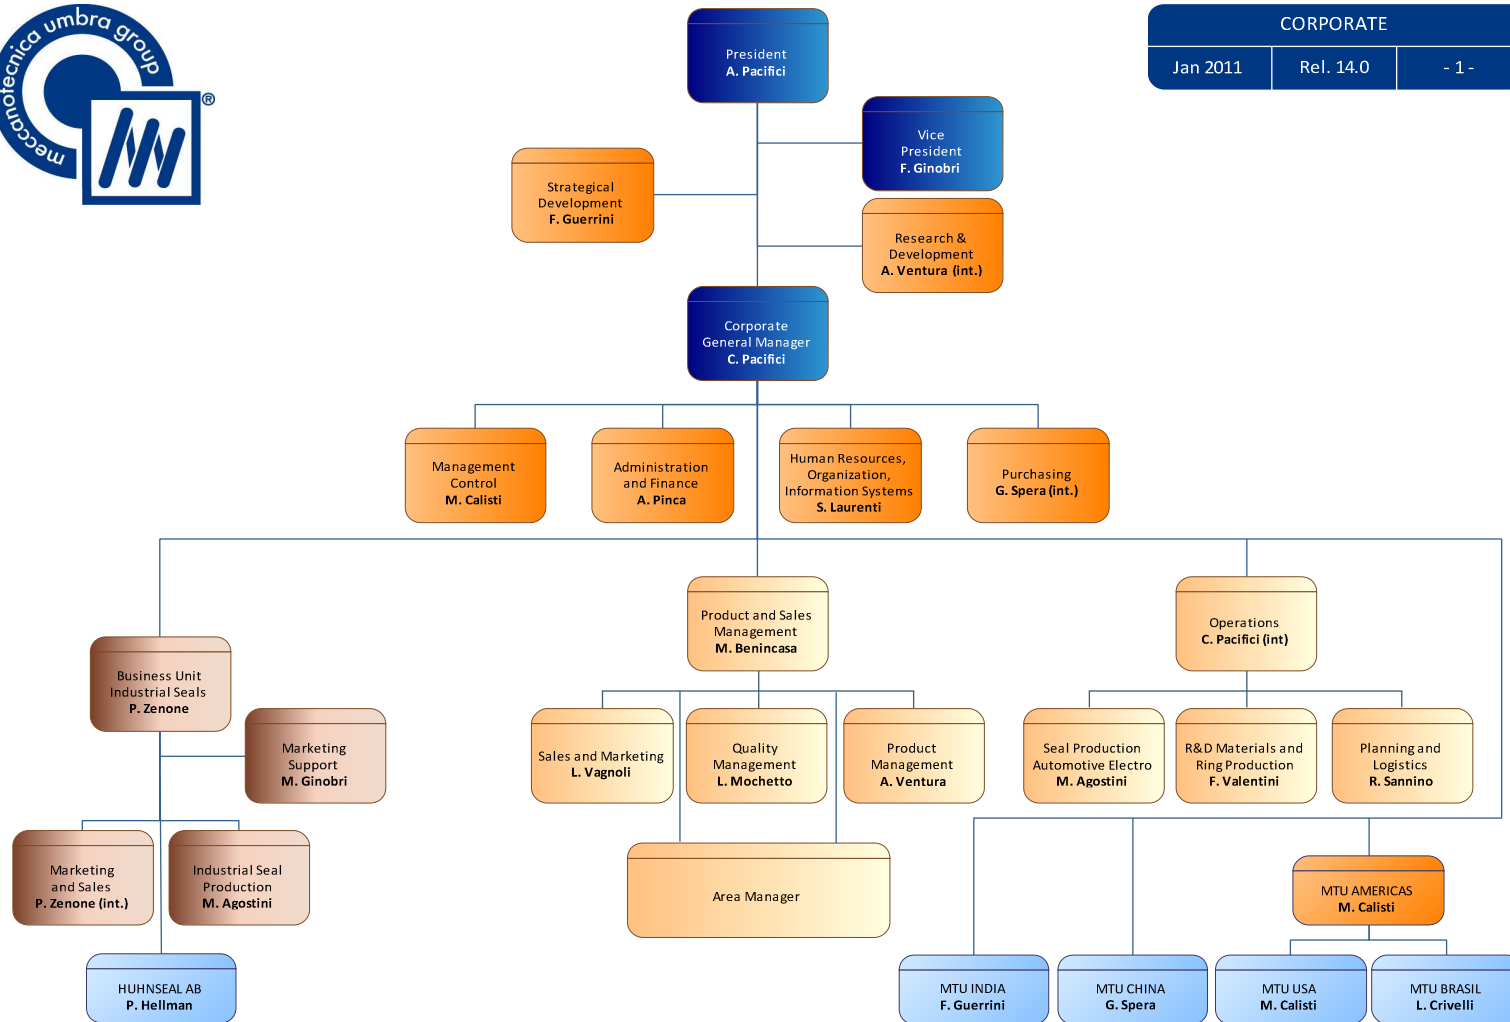 meccanotecnica umbra group
®
CORPORATE
Jan 2011
Rel. 14.0
- 1 -
President
A. Pacifici
Vice
President
F. Ginobri
Strategical
Development
F. Guerrini
Research &
Development
A. Ventura (int.)
Corporate
General Manager
C. Pacifici
Management
Control
M. Calisti
Administration
and Finance
A. Pinca
Human Resources,
Organization,
Information Systems
S. Laurenti
Purchasing
G. Spera (int.)
Product and Sales
Management
M. Benincasa
Operations
C. Pacifici (int)
Business Unit
Industrial Seals
P. Zenone
Marketing
Support
M. Ginobri
Sales and Marketing
L. Vagnoli
Quality
Management
L. Mochetto
Product
Management
A. Ventura
Seal Production
Automotive Electro
M. Agostini
R&D Materials and
Ring Production
F. Valentini
Planning and
Logistics
R. Sannino
Marketing
and Sales
P. Zenone (int.)
Industrial Seal
Production
M. Agostini
Area Manager
MTU AMERICAS
M. Calisti
HUHNSEAL AB
P. Hellman
MTU INDIA
F. Guerrini
MTU CHINA
G. Spera
MTU USA
M. Calisti
MTU BRASIL
L. Crivelli